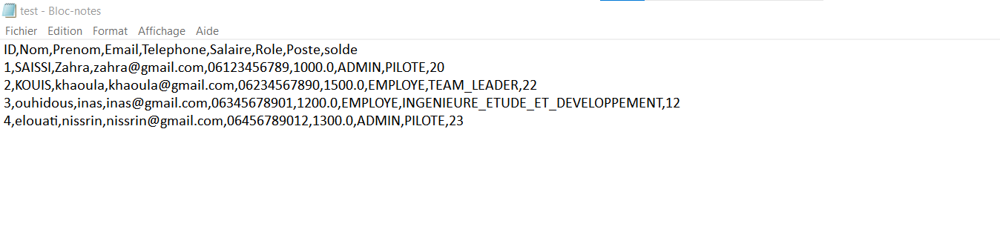 test - Bloc-notes
Fichier Edition Format Affichage Aide
ID,Nom,Prenom,Email,Telephone,Salaire,Role,Poste,solde
1,SAISSI,Zahra,zahra@gmail.com,06123456789,1000.0,ADMIN,PILOTE,20
2,KOUIS,khaoula,khaoula@gmail.com,06234567890,1500.0,EMPLOYE,TEAM_LEADER,22
3,ouhidous,inas,inas@gmail.com,06345678901,1200.0,EMPLOYE,INGENIEURE_ETUDE_ET_DEVELOPPEMENT,12
4,elouati,nissrin,nissrin@gmail.com,06456789012,1300.0,ADMIN,PILOTE,23